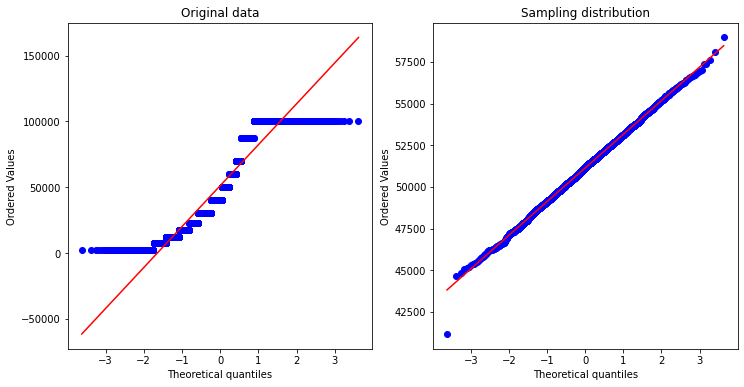 Original data
150000
100000
50000
0
−50000
Ordered Values
−3 −2 −1 0 1 2 3
Theoretical quantiles
Sampling distribution
57500
55000
52500
50000
47500
45000
42500
Ordered Values
−3 −2 −1 0 1 2 3
Theoretical quantiles